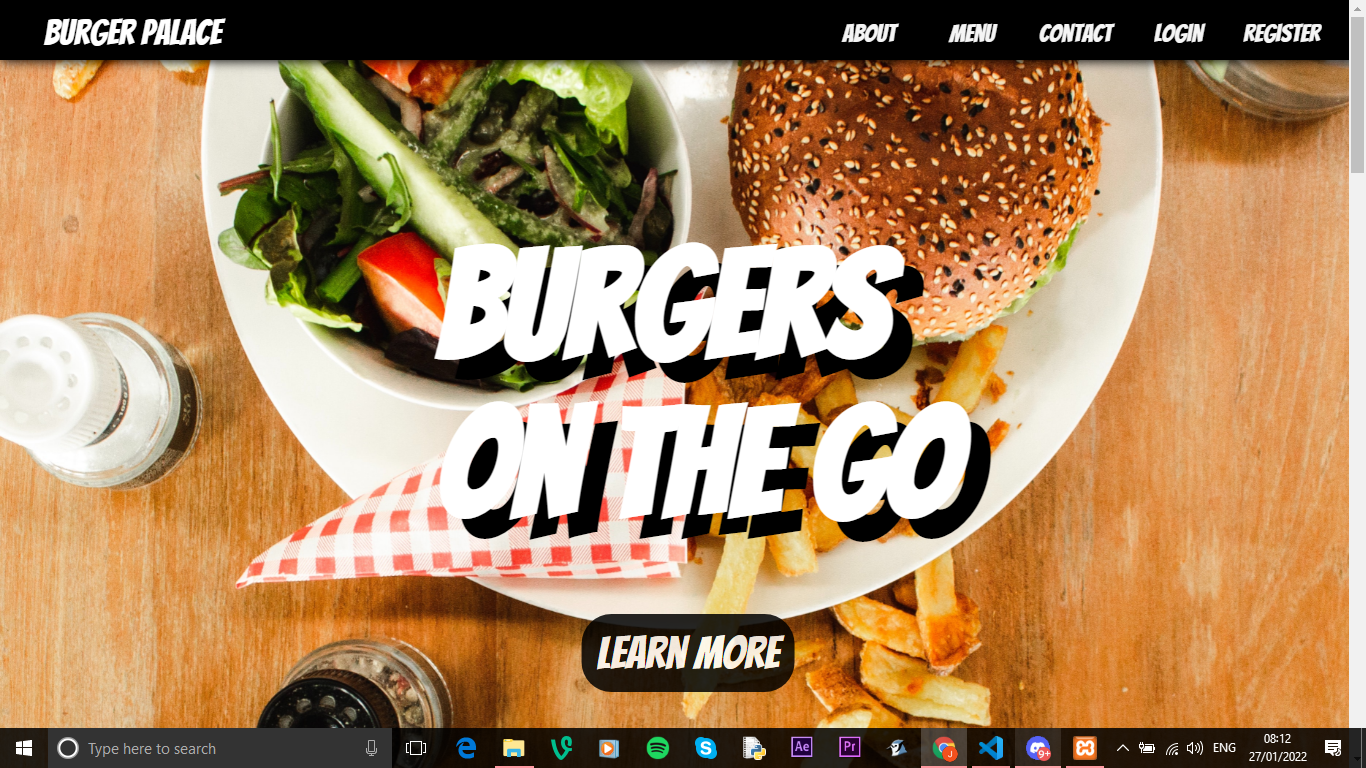 BURGER PALACE
ABOUT MENU CONTACT LOGIN REGISTER
BURGERS
ON THE GO
LEARN MORE
Type here to search
Ae
Pr
J
9+
ENG
08:12
27/01/2022